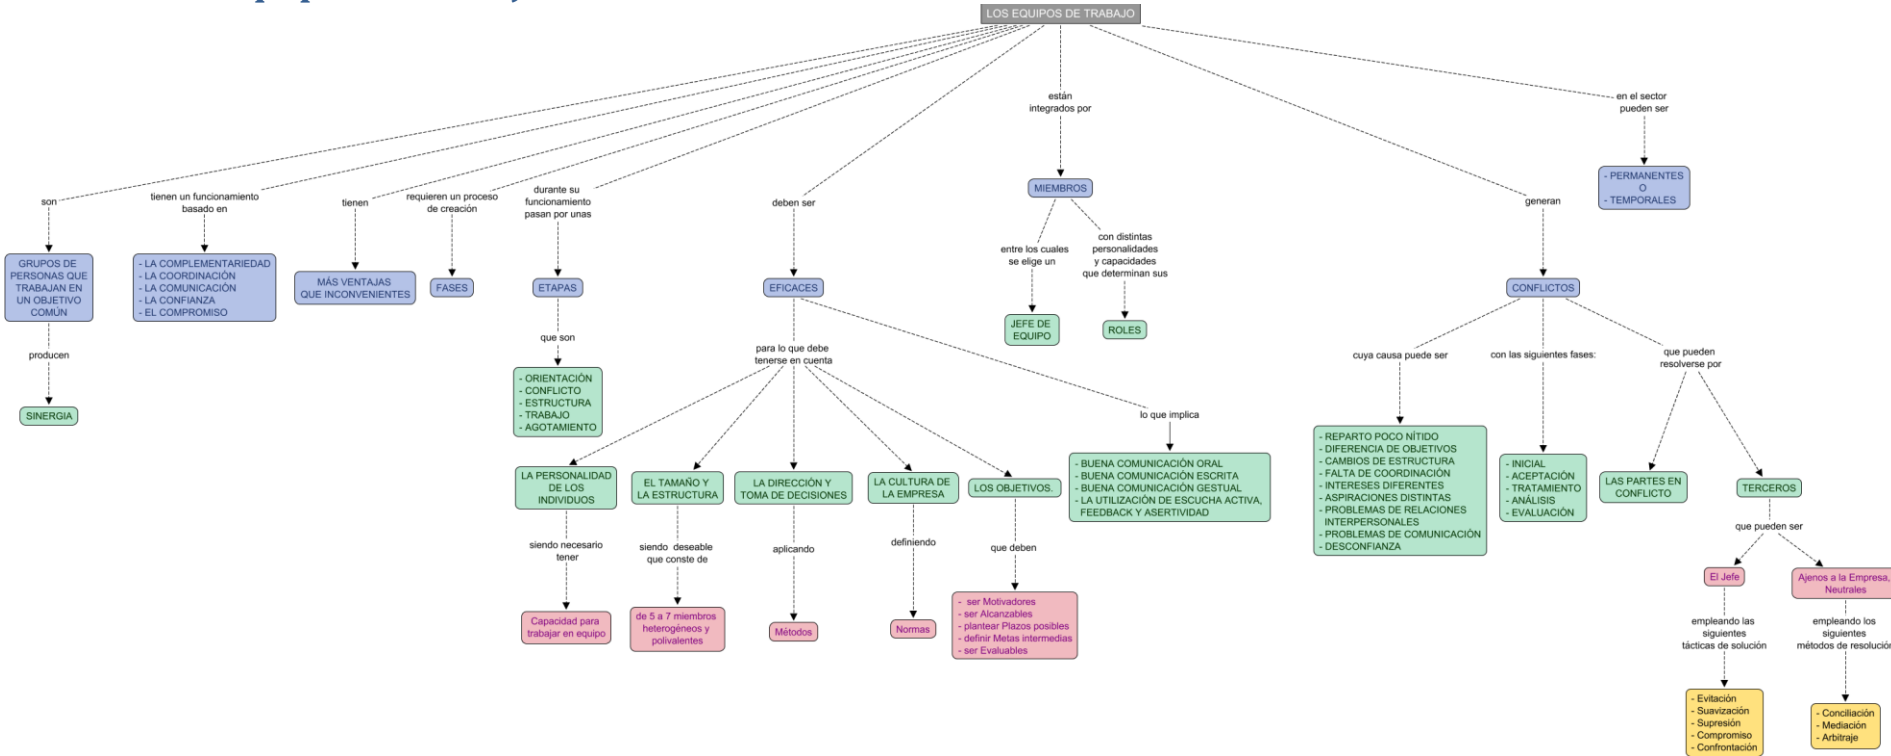 LOS EQUIPOS DE TRABAJO
son
GRUPOS DE
PERSONAS QUE
TRABAJAN EN
UN OBJETIVO
COMÚN
producen
SINERGIA
tienen un funcionamiento
basado en
- LA COMPLEMENTARIEDAD
- LA COORDINACIÓN
- LA COMUNICACIÓN
- LA CONFIANZA
- EL COMPROMISO
tienen
MÁS VENTAJAS
QUE INCONVENIENTES
requieren un proceso
de creación
FASES
durante su
funcionamiento
pasan por unas
ETAPAS
que son
- ORIENTACIÓN
- CONFLICTO
- ESTRUCTURA
- TRABAJO
- AGOTAMIENTO
deben ser
EFICACES
para lo que debe
tenerse en cuenta
LA PERSONALIDAD
DE LOS
INDIVIDUOS
siendo necesario
tener
Capacidad para
trabajar en equipo
EL TAMAÑO Y
LA ESTRUCTURA
siendo deseable
que conste de
de 5 a 7 miembros
heterogéneos y
polivalentes
LA DIRECCIÓN Y
TOMA DE DECISIONES
aplicando
Métodos
LA CULTURA DE
LA EMPRESA
definiendo
Normas
LOS OBJETIVOS.
que deben
- ser Motivadores
- ser Alcanzables
- plantear Plazos posibles
- definir Metas intermedias
- ser Evaluables
lo que implica
- BUENA COMUNICACIÓN ORAL
- BUENA COMUNICACIÓN ESCRITA
- BUENA COMUNICACIÓN GESTUAL
- LA UTILIZACIÓN DE ESCUCHA ACTIVA,
FEEDBACK Y ASERTIVIDAD
están
integrados por
MIEMBROS
entre los cuales
se elige un
JEFE DE
EQUIPO
con distintas
personalidades
y capacidades
que determinan sus
ROLES
generan
CONFLICTOS
cuya causa puede ser
- REPARTO POCO NÍTIDO
- DIFERENCIA DE OBJETIVOS
- CAMBIOS DE ESTRUCTURA
- FALTA DE COORDINACIÓN
- INTERESES DIFERENTES
- ASPIRACIONES DISTINTAS
- PROBLEMAS DE RELACIONES
INTERPERSONALES
- PROBLEMAS DE COMUNICACIÓN
- DESCONFIANZA
con las siguientes fases:
- INICIAL
- ACEPTACIÓN
- TRATAMIENTO
- ANÁLISIS
- EVALUACIÓN
que pueden
resolverse por
LAS PARTES EN
CONFLICTO
TERCEROS
que pueden ser
El Jefe
empleando las
siguientes
tácticas de solución
- Evitación
- Suavización
- Supresión
- Compromiso
- Confrontación
Ajenos a la Empresa,
Neutrales
empleando los
siguientes
métodos de resolución
- Conciliación
- Mediación
- Arbitraje
en el sector
pueden ser
- PERMANENTES
O
- TEMPORALES